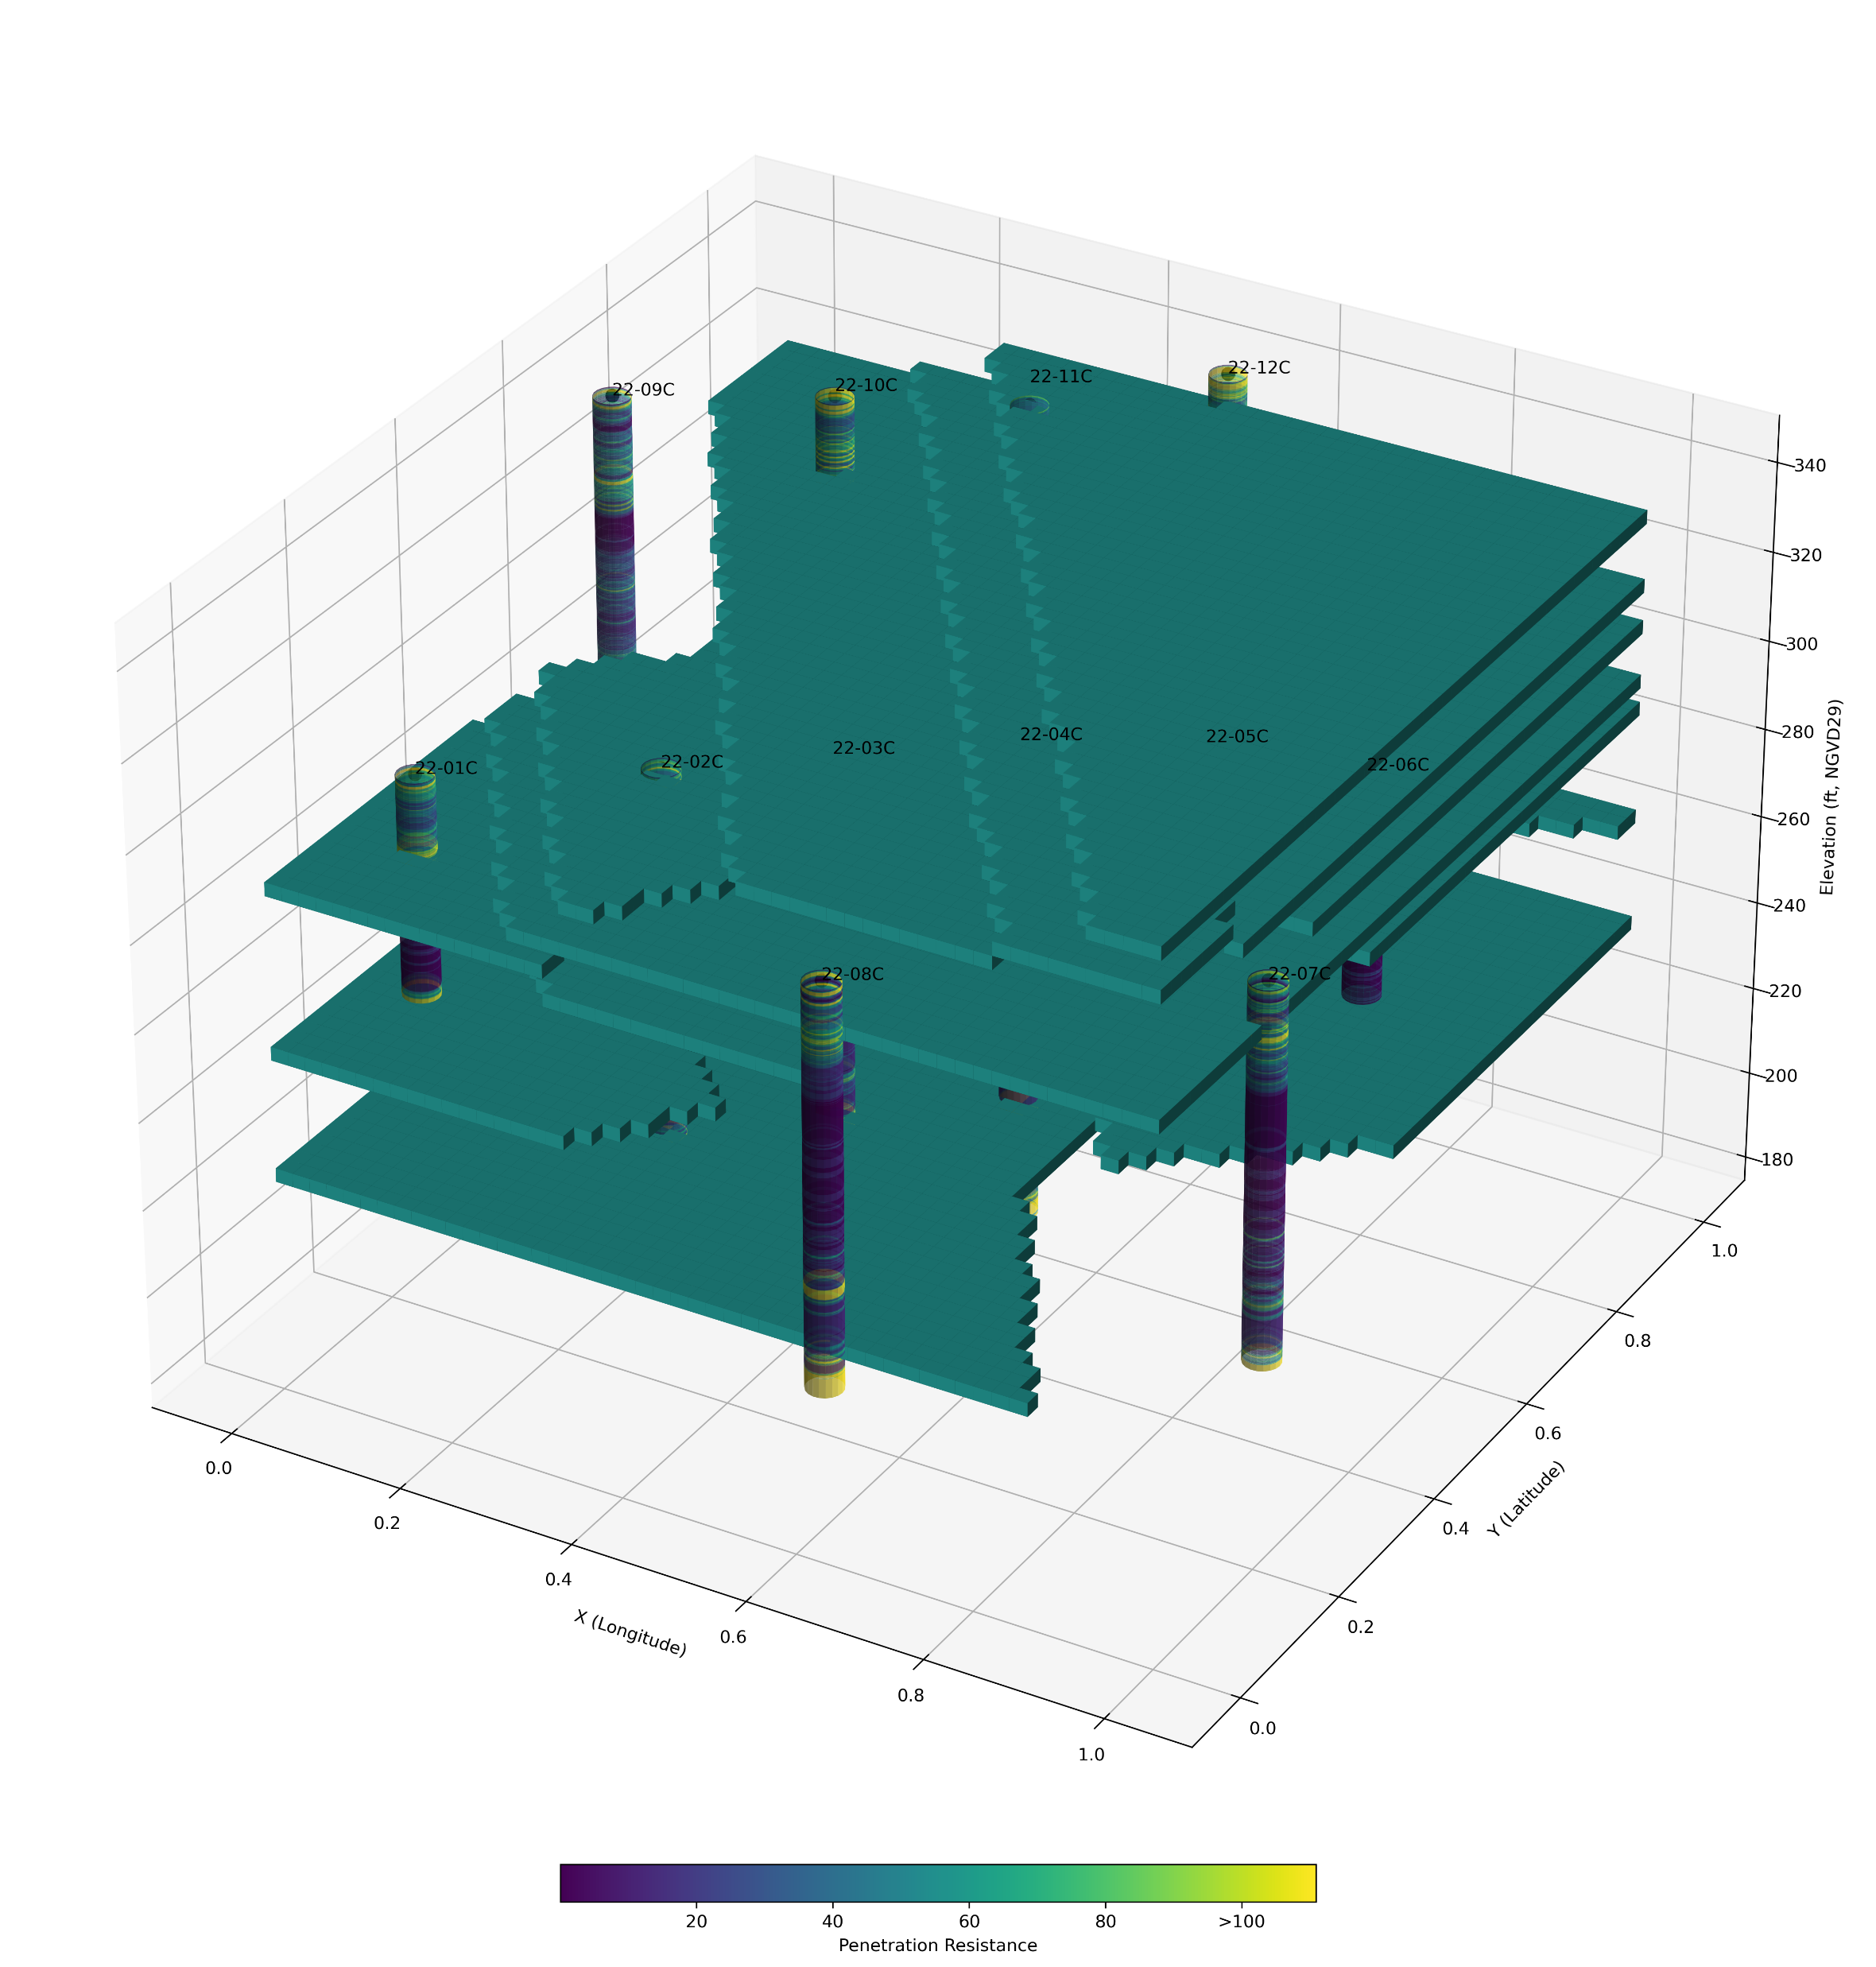 22-12C
22-11C
22-10C
22-09C
340
320
300
22-04C
22-05C
280
22-03C
22-02C
22-06C
22-01C
260
Elevation (ft, NGVD29)
240
22-08C
22-07C
220
200
180
1.0
0.8
0.6
0.0
Y (Latitude)
0.2
0.4
0.4
0.2
X (Longitude)
0.6
0.8
0.0
1.0
20 40 60 80 >100
Penetration Resistance